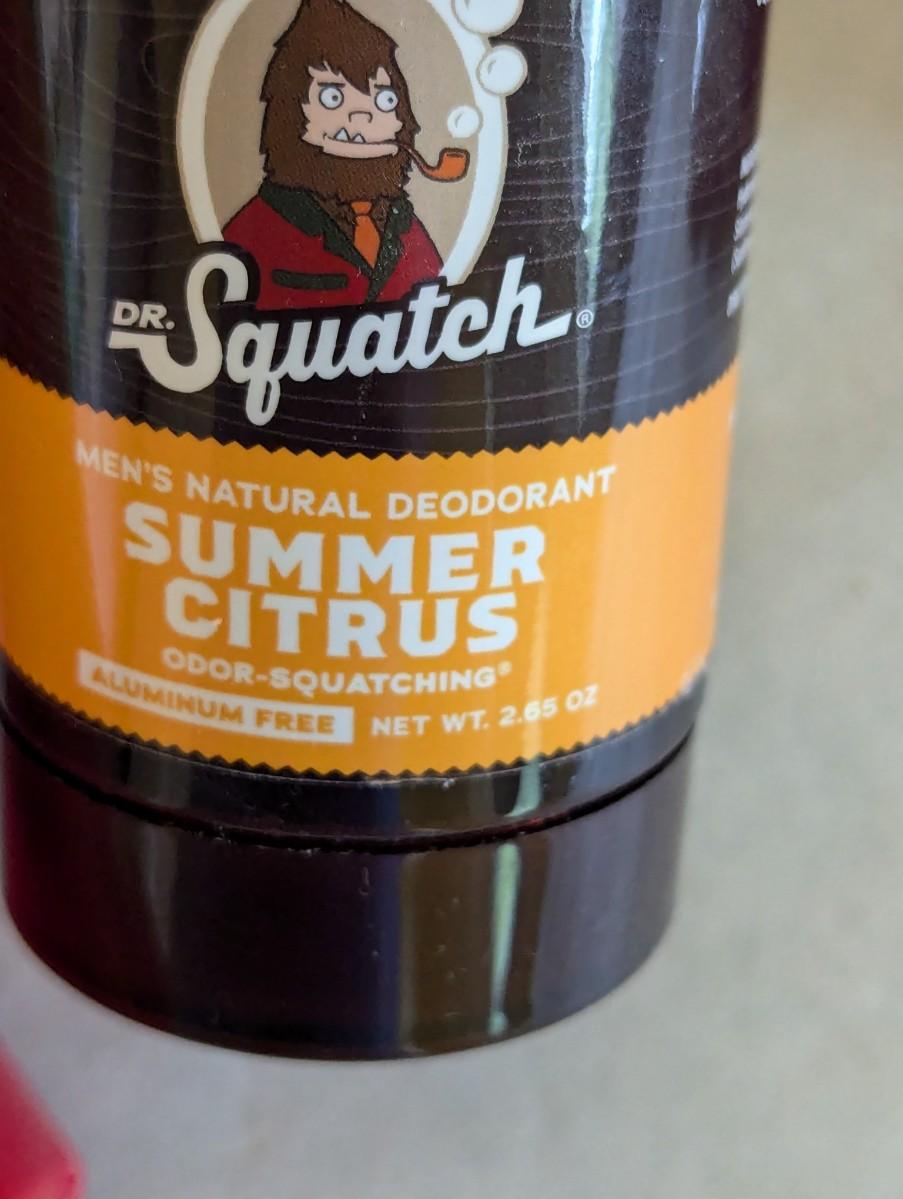 DR. Squatch®
MEN'S NATURAL DEODORANT
SUMMER
CITRUS
ODOR-SQUATCHING®
ALUMINUM FREE NET WT. 2.65 OZ